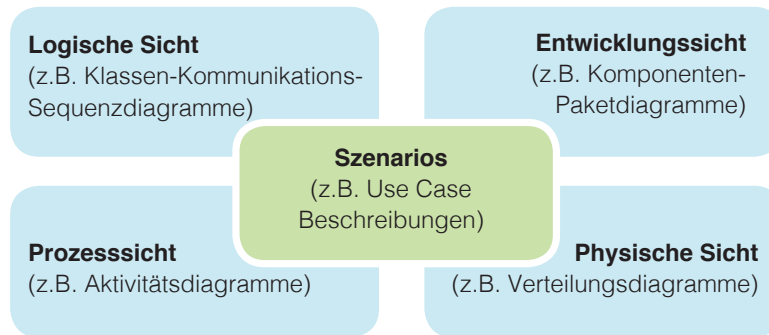 Logische Sicht
(z.B. Klassen-Kommunikations-
Sequenzdiagramme)
Entwicklungssicht
(z.B. Komponenten-
Paketdiagramme)
Szenarios
(z.B. Use Case
Beschreibungen)
Prozesssicht
(z.B. Aktivitätsdiagramme)
Physische Sicht
(z.B. Verteilungsdiagramme)